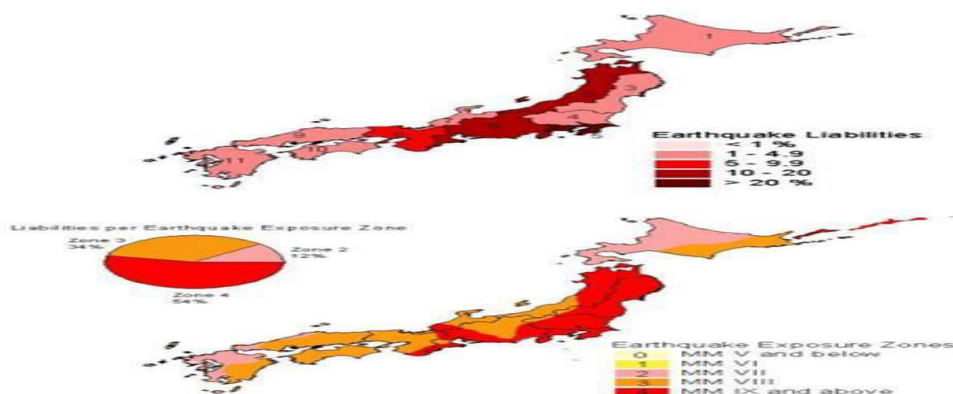 1
3
4
9
10
11
Earthquake Liabilities
< 1 %
1 - 4.9
5 - 9.9
10 - 20
> 20 %
Liabilities per Earthquake Exposure Zone
Zone 3
34%
Zone 2
12%
Zone 4
54%
Earthquake Exposure Zones
0 MM V and below
1 MM VI
2 MM VII
3 MM VIII
4 MM IX and above